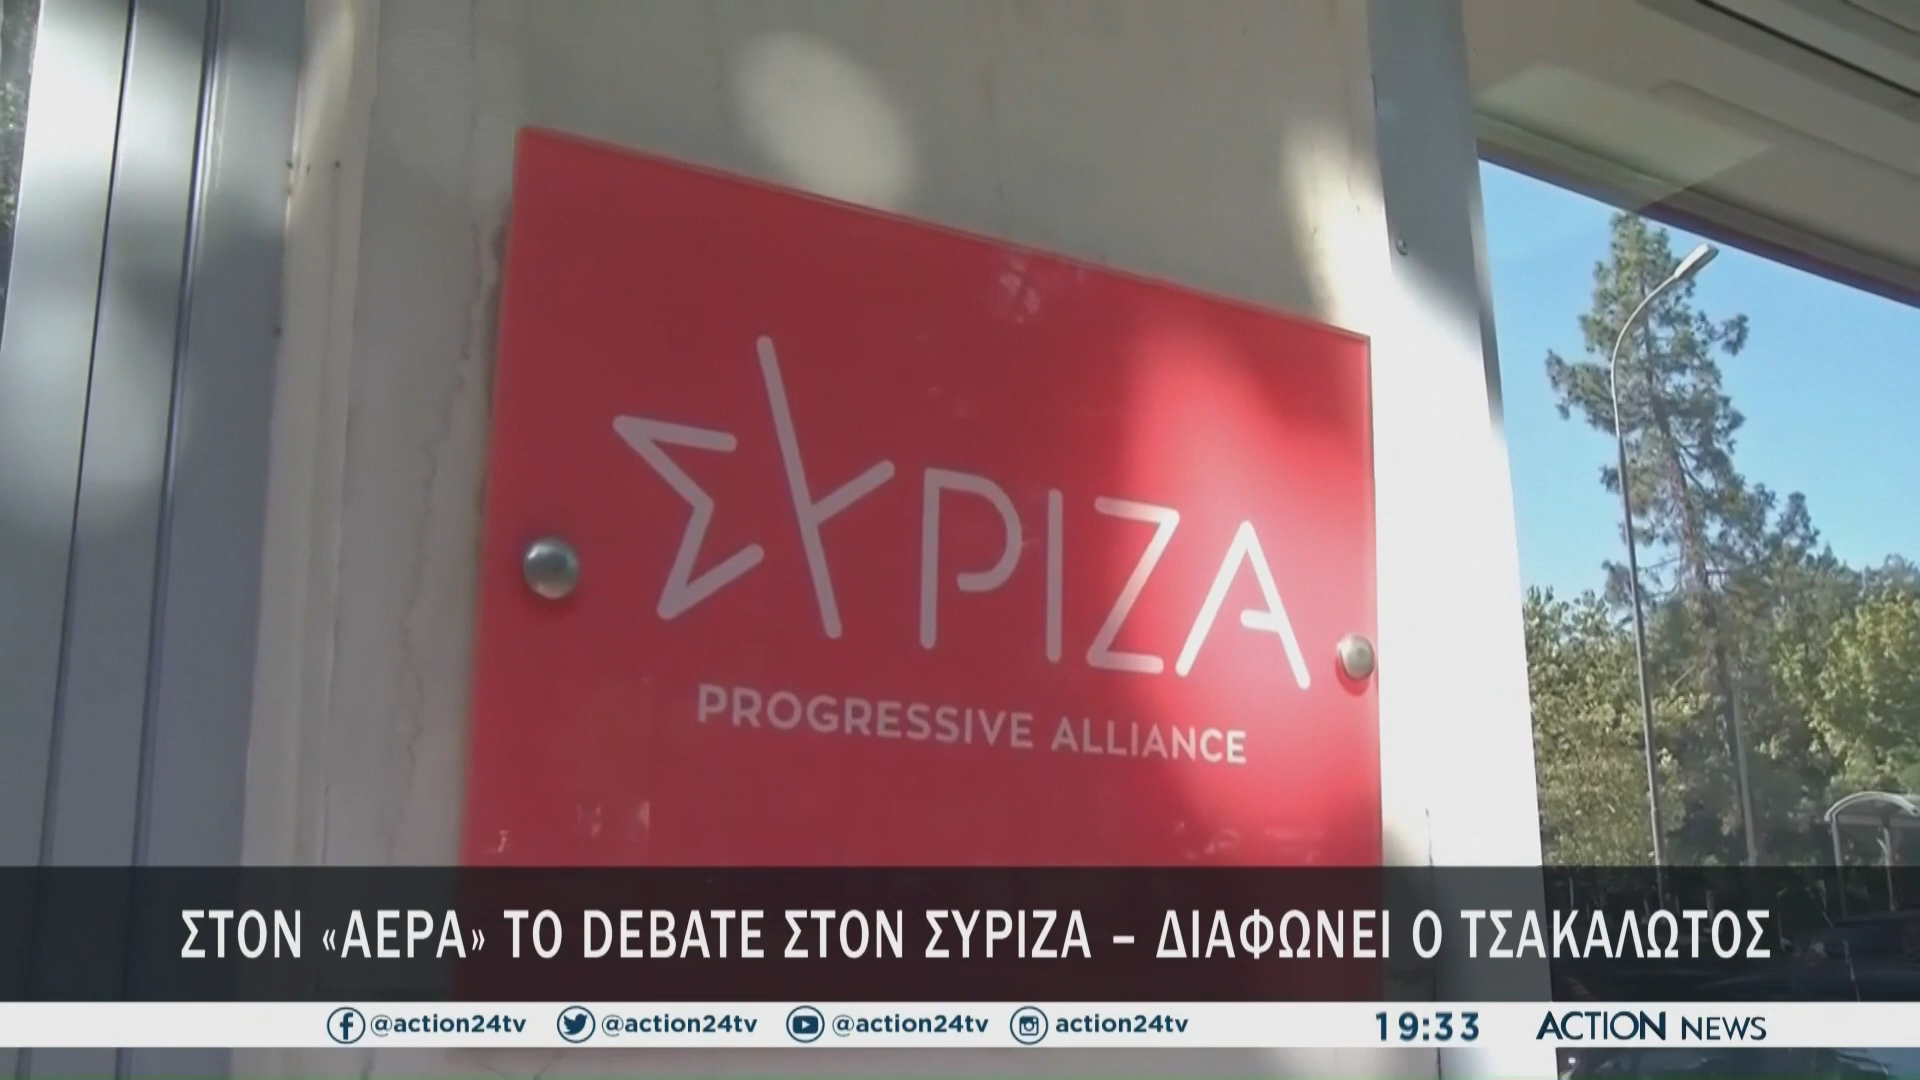 ΣΥΡΙΖΑ
PROGRESSIVE ALLIANCE
ΣΤΟΝ «ΑΕΡΑ» ΤΟ DEBATE ΣΤΟΝ ΣΥΡΙΖΑ – ΔΙΑΦΩΝΕΙ Ο ΤΣΑΚΑΛΩΤΟΣ
@action24tv @action24tv @action24tv action24tv 19:33 ACTION NEWS